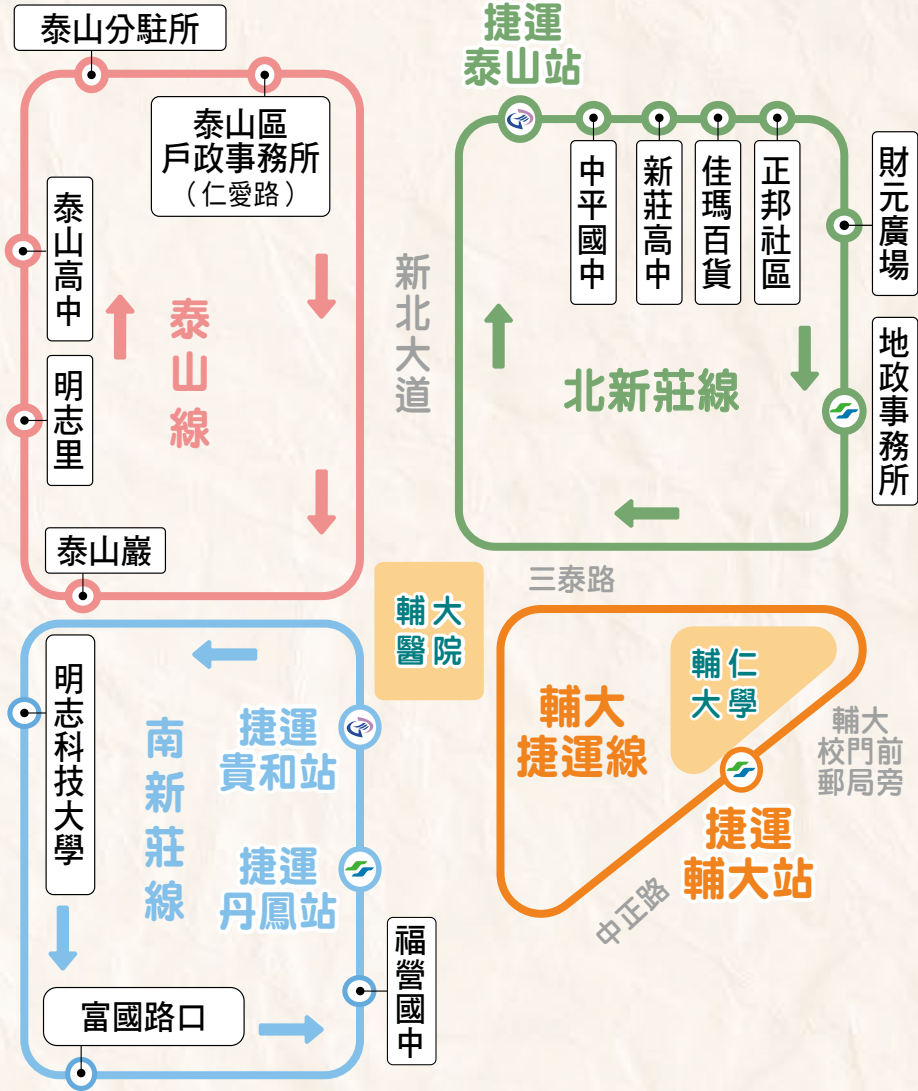 泰山分駐所
泰山區
戶政事務所
（仁愛路）
泰山高中
明志里
泰山巖
泰山線
新北大道
捷運
泰山站
中平國中
新莊高中
佳瑪百貨
正邦社區
財元廣場
地政事務所
北新莊線
三泰路
輔大
醫院
明志科技大學
南新莊線
捷運
貴和站
捷運
丹鳳站
福營國中
富國路口
輔仁
大學
輔大
捷運線
輔大
校門前
郵局旁
捷運
輔大站
中正路